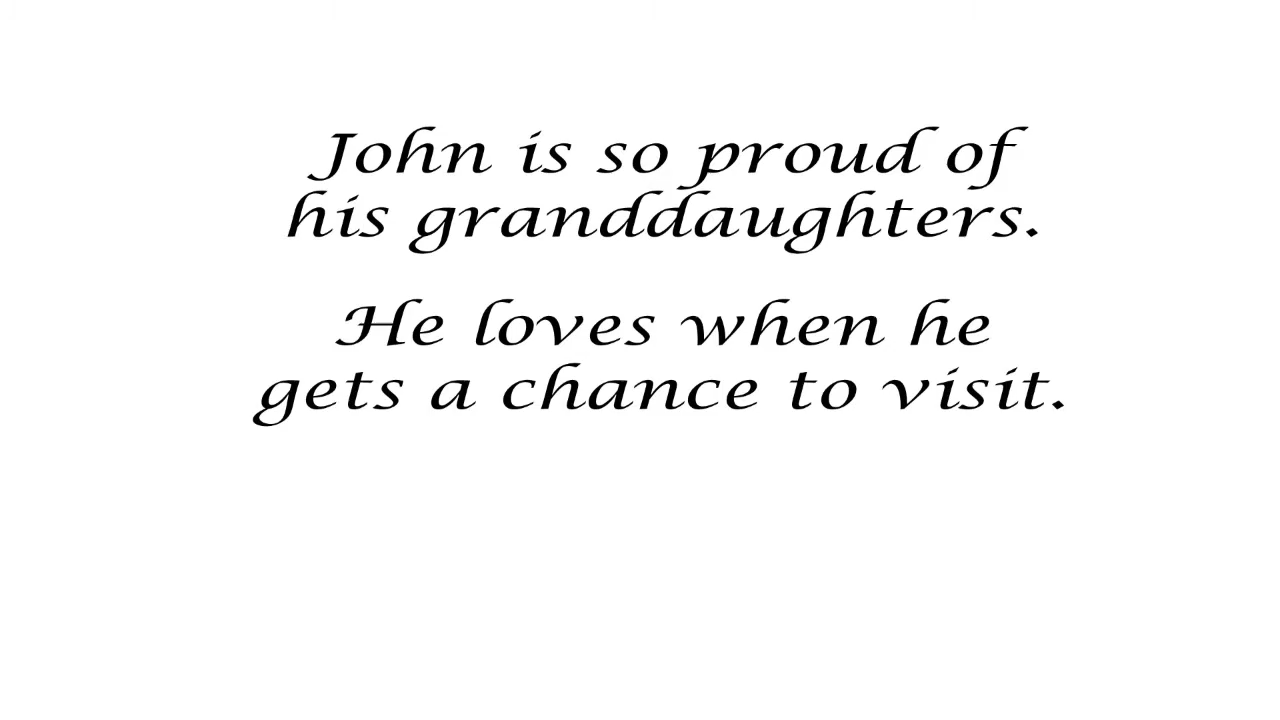 John is so proud of
his granddaughters.
He loves when he
gets a chance to visit.